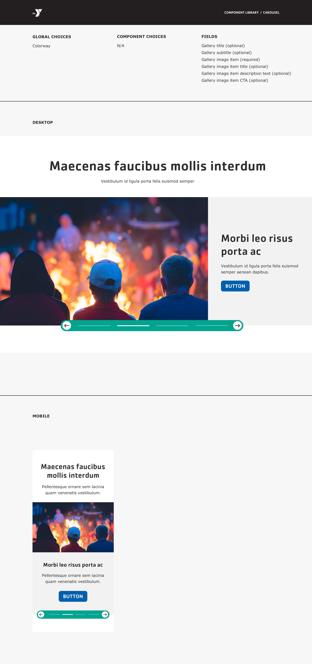 Y
COMPONENT LIBRARY / CAROUSEL
GLOBAL CHOICES
Colorway
COMPONENT CHOICES
N/A
FIELDS
Gallery title (optional)
Gallery subtitle (optional)
Gallery image item (required)
Gallery image item title (optional)
Gallery image item description text (optional)
Gallery image item CTA (optional)
DESKTOP
Maecenas faucibus mollis interdum
Vestibulum id ligula porta felis euismod semper
Morbi leo risus
porta ac
Vestibulum id ligula porta felis euismod
semper aenean dapibus.
BUTTON
MOBILE
Maecenas faucibus
mollis interdum
Pellentesque ornare sem lacinia
quam venenatis vestibulum.
Morbi leo risus porta ac
Pellentesque ornare sem lacinia
quam venenatis vestibulum.
BUTTON